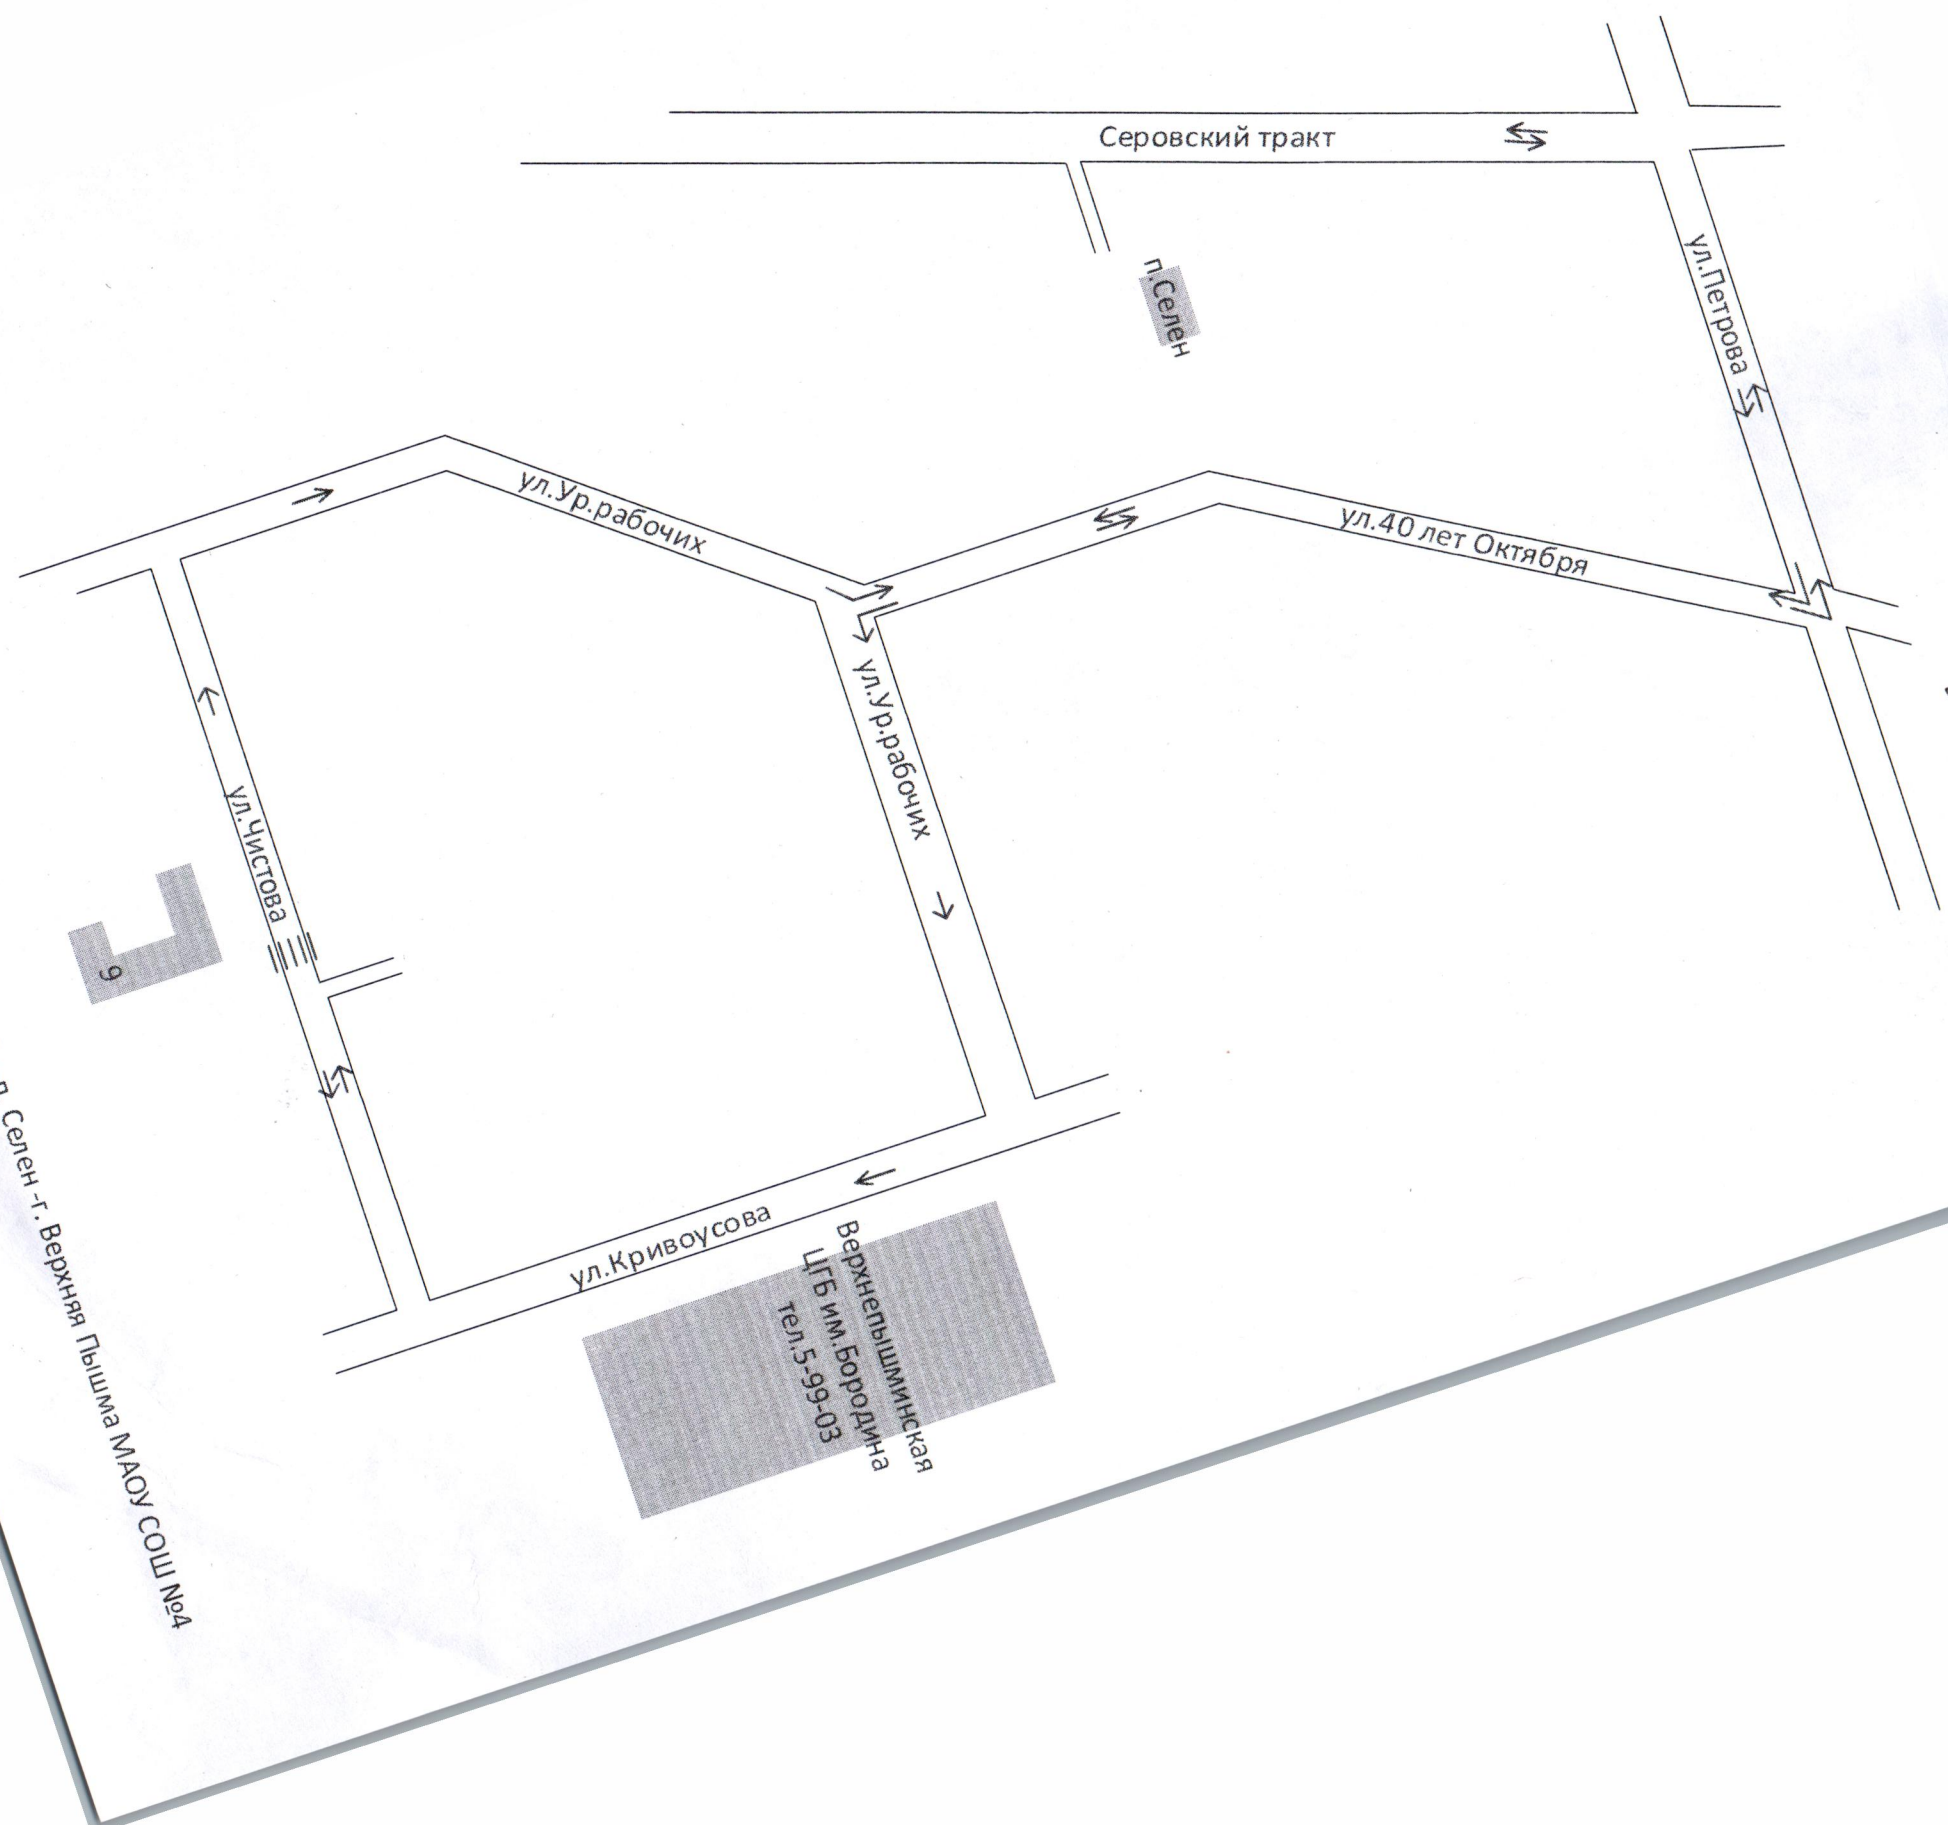 Серовский тракт
ул.Петрова
п.Селен
ул.Ур.рабочих
ул.40 лет Октября
ул.Ур.рабочих
ул.Чистова
9
ул.Кривоусова
Верхнепышминская
ЦГБ им.Бородина
тел.5-99-03
п. Селен -г. Верхняя Пышма МАОУ СОШ №4